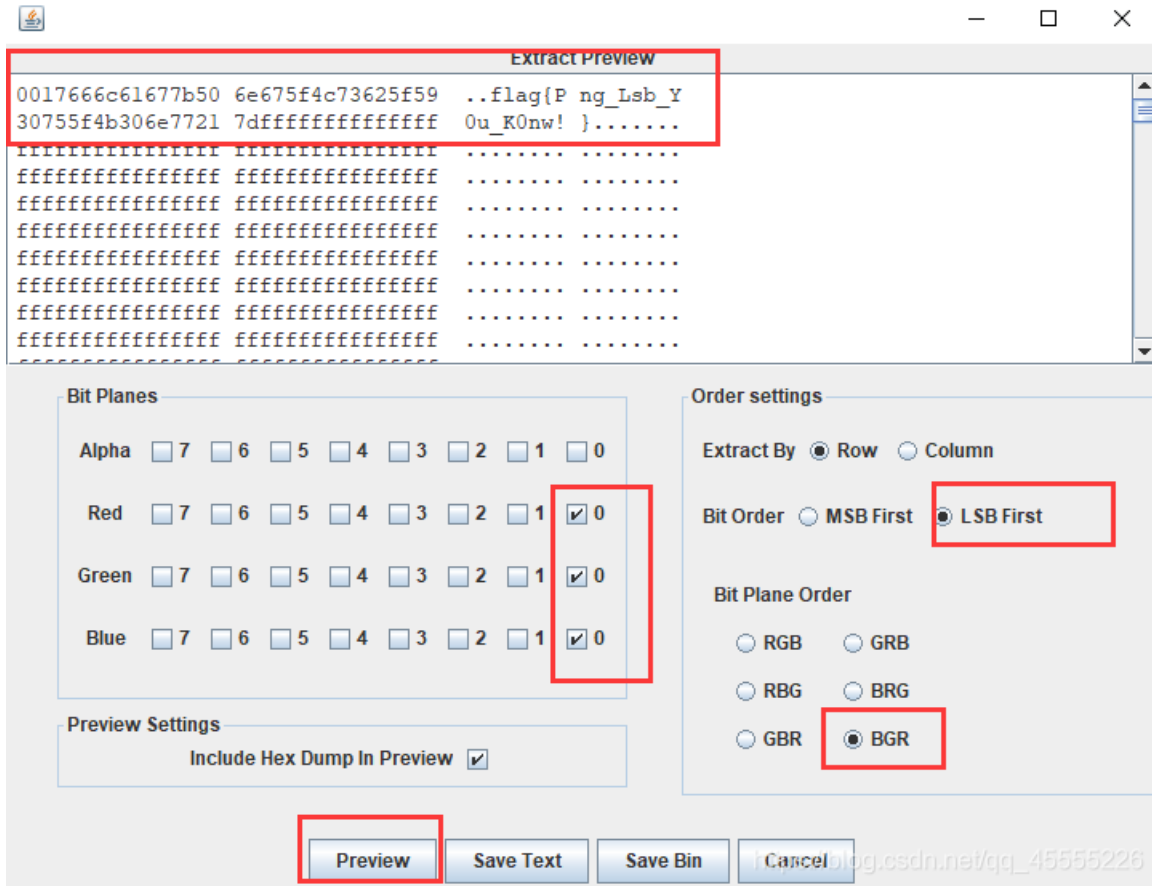 Extract Preview
0017666c61677b50 6e675f4c73625f59 ..flag{P ng_Lsb_Y
30755f4b306e7721 7dffffffffffffff 0u_K0nw! }.......
ffffffffffffffff ffffffffffffffff ........ ........
ffffffffffffffff ffffffffffffffff ........ ........
ffffffffffffffff ffffffffffffffff ........ ........
ffffffffffffffff ffffffffffffffff ........ ........
ffffffffffffffff ffffffffffffffff ........ ........
ffffffffffffffff ffffffffffffffff ........ ........
ffffffffffffffff ffffffffffffffff ........ ........
ffffffffffffffff ffffffffffffffff ........ ........
Bit Planes
Alpha 7 6 5 4 3 2 1 0
Red 7 6 5 4 3 2 1 0
Green 7 6 5 4 3 2 1 0
Blue 7 6 5 4 3 2 1 0
Preview Settings
Include Hex Dump In Preview
Order settings
Extract By Row Column
Bit Order MSB First LSB First
Bit Plane Order
RGB GRB
RBG BRG
GBR BGR
Preview Save Text Save Bin Cancel
https://blog.csdn.net/qq_45555226